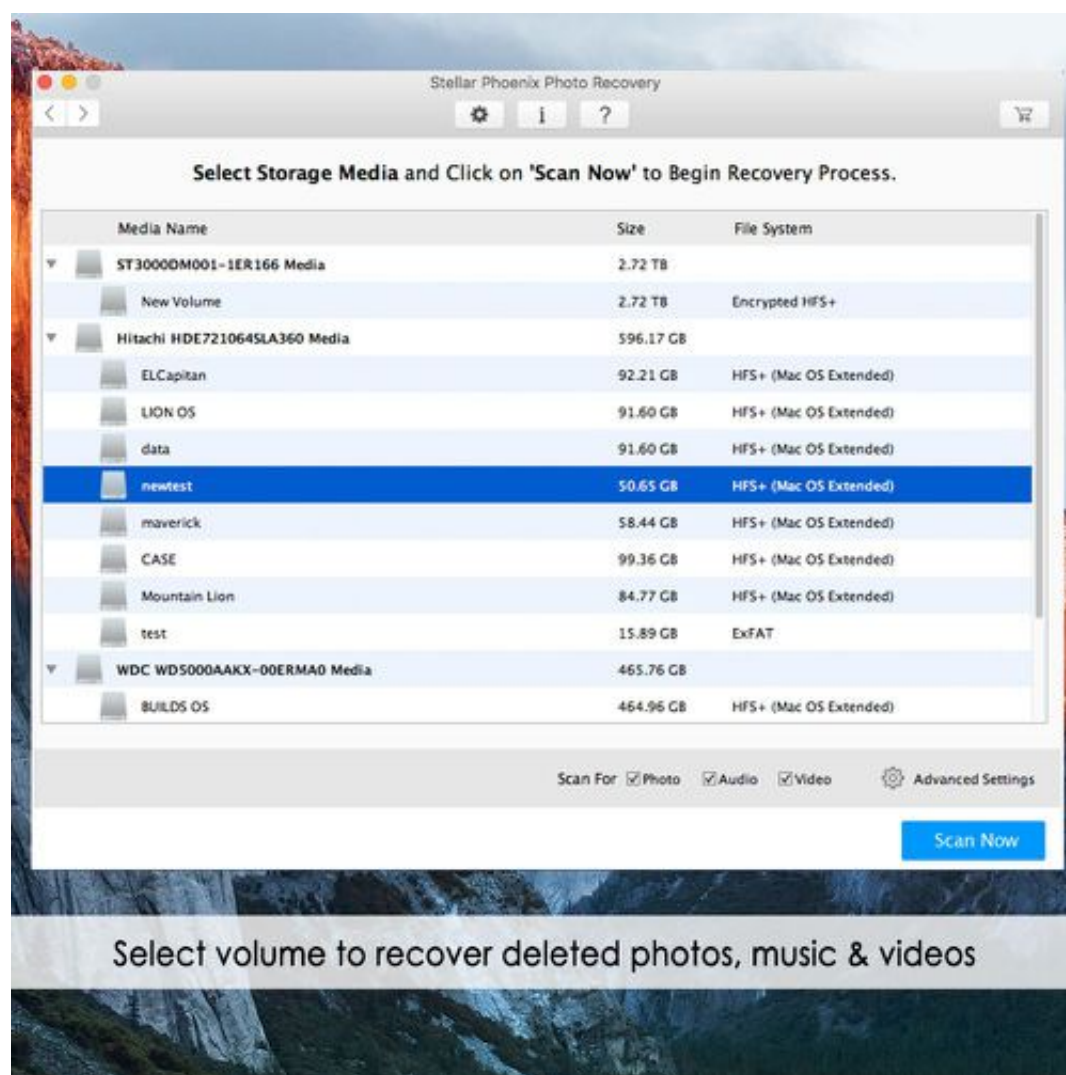 Stellar Phoenix Photo Recovery
Select Storage Media and Click on 'Scan Now' to Begin Recovery Process.
Media Name Size File System
ST3000DM001-1ER166 Media 2.72 TB
New Volume 2.72 TB Encrypted HFS+
Hitachi HDE721064SLA360 Media 596.17 GB
ELCapitan 92.21 GB HFS+ (Mac OS Extended)
LION OS 91.60 GB HFS+ (Mac OS Extended)
data 91.60 GB HFS+ (Mac OS Extended)
newtest 50.65 GB HFS+ (Mac OS Extended)
maverick 58.44 GB HFS+ (Mac OS Extended)
CASE 99.36 GB HFS+ (Mac OS Extended)
Mountain Lion 84.77 GB HFS+ (Mac OS Extended)
test 15.89 GB ExFAT
WDC WD5000AAKX-00ERMA0 Media 465.76 GB
BUILDS OS 464.96 GB HFS+ (Mac OS Extended)
Scan For Photo Audio Video Advanced Settings
Scan Now
Select volume to recover deleted photos, music & videos